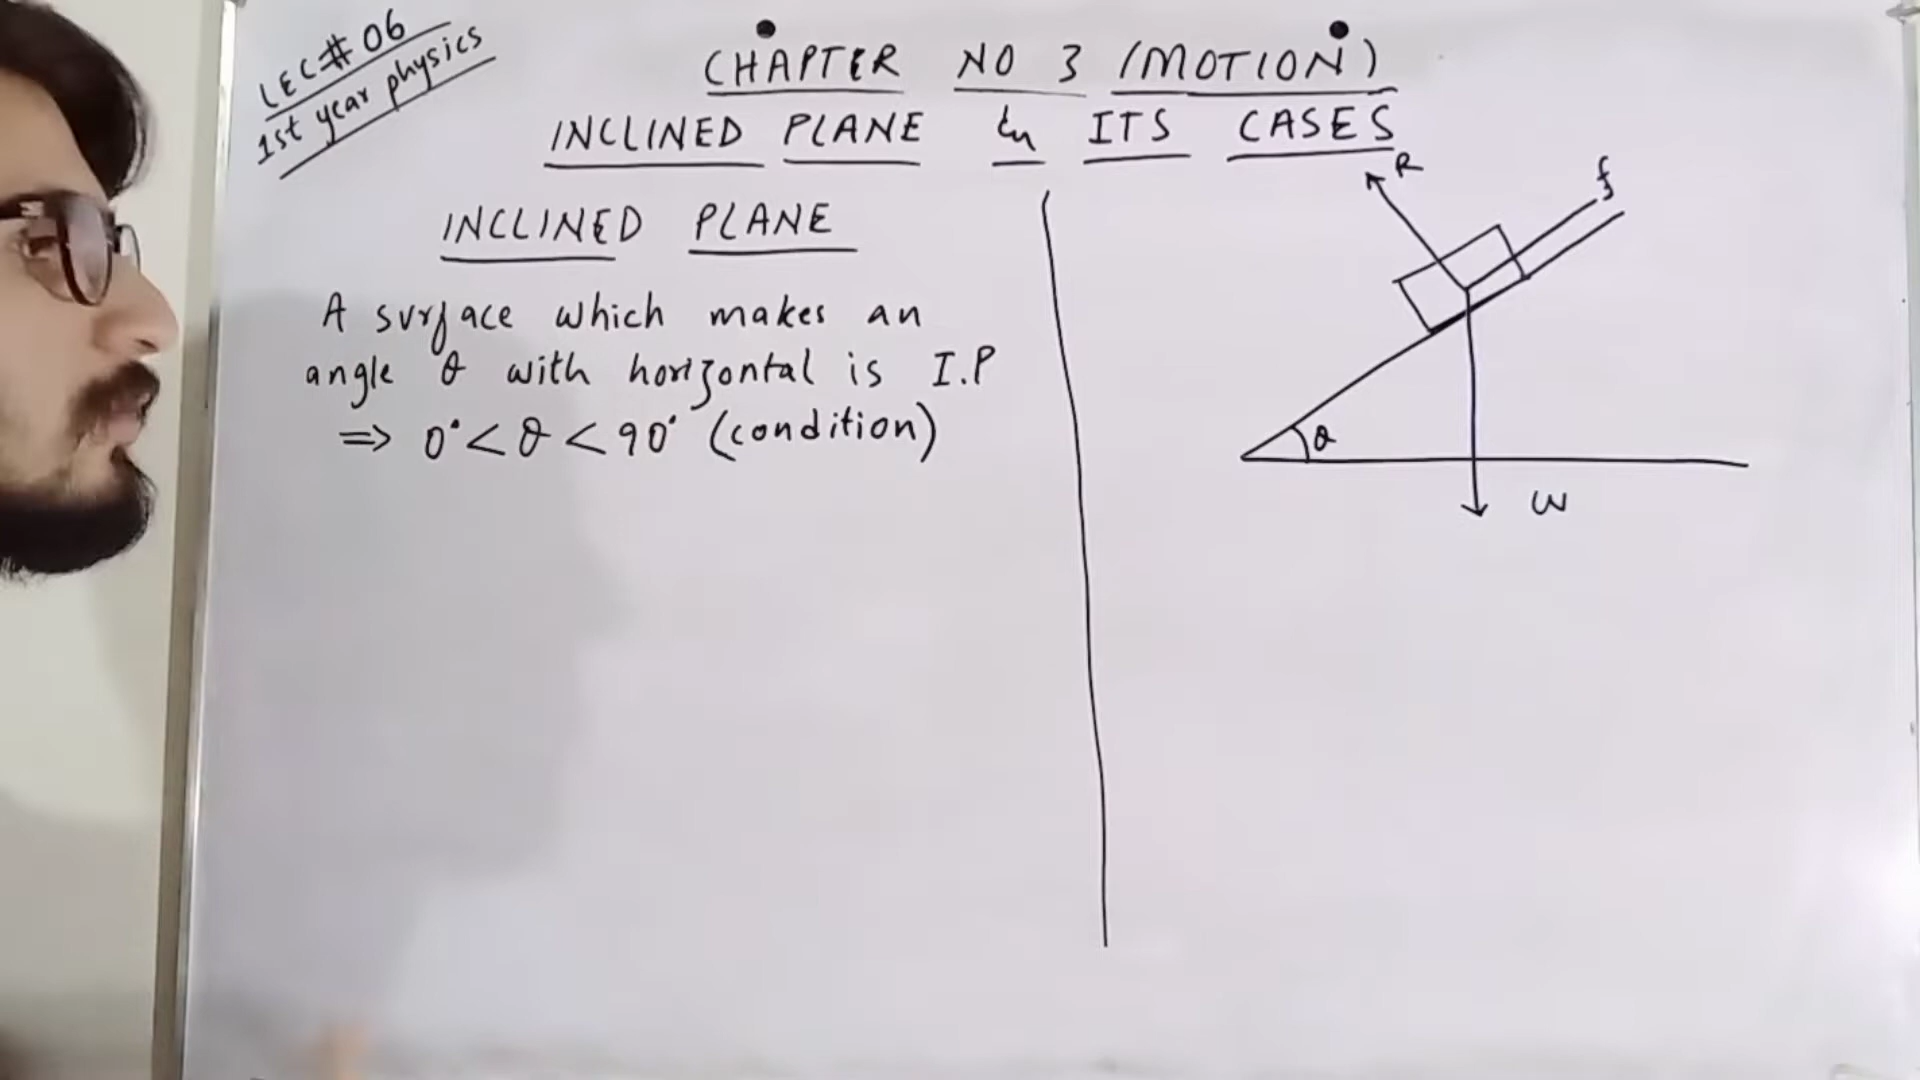 LEC# 06
1st year physics
CHAPTER NO 3 (MOTION)
INCLINED PLANE & ITS CASES
INCLINED PLANE
A surface which makes an
angle θ with horizontal is I.P
⇒ 0° < θ < 90° (condition)
R
f
θ
W